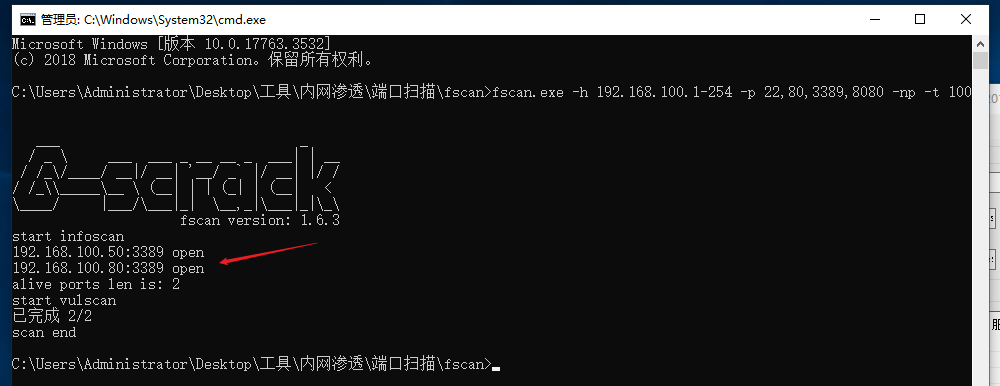 管理员: C:\Windows\System32\cmd.exe
Microsoft Windows [版本 10.0.17763.3532]
(c) 2018 Microsoft Corporation。保留所有权利。
C:\Users\Administrator\Desktop\工具\内网渗透\端口扫描\fscan>fscan.exe -h 192.168.100.1-254 -p 22,80,3389,8080 -np -t 100
fscan version: 1.6.3
start infoscan
192.168.100.50:3389 open
192.168.100.80:3389 open
alive ports len is: 2
start vulscan
已完成 2/2
scan end
C:\Users\Administrator\Desktop\工具\内网渗透\端口扫描\fscan>